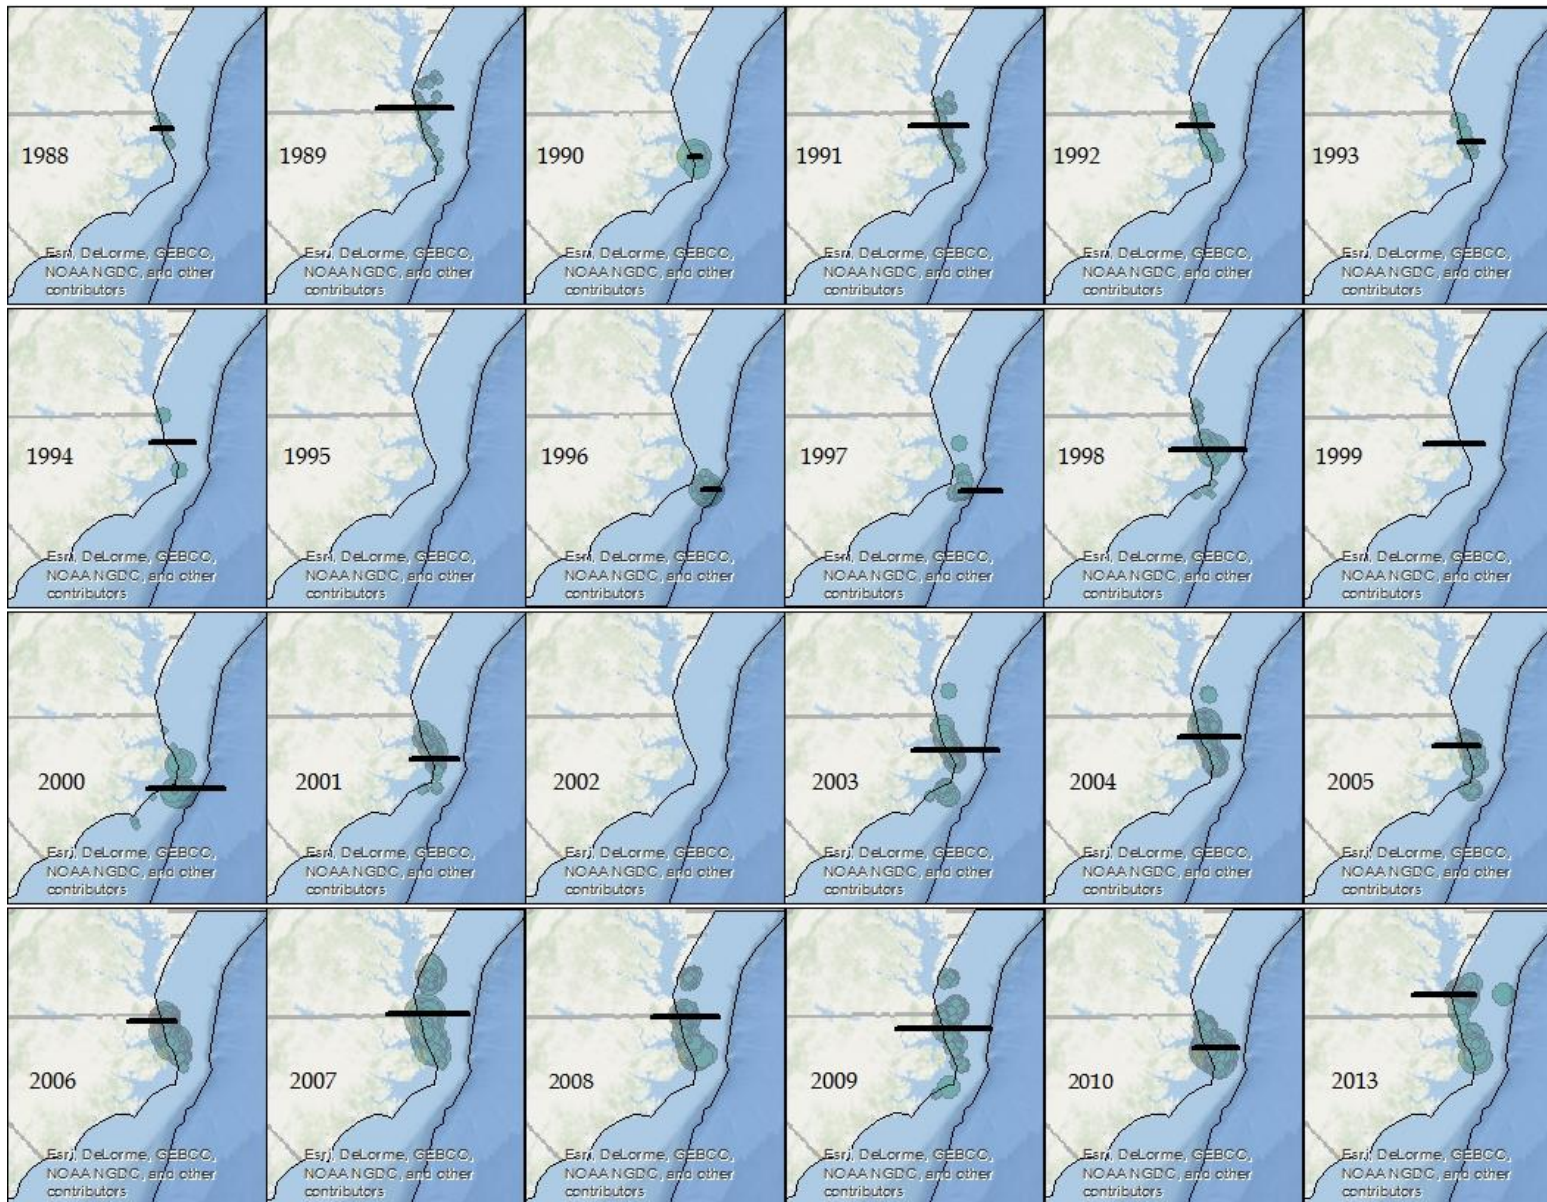 1988
Esri, DeLorme, GEBCO,
NOAA NGDC, and other
contributors
1989
Esri, DeLorme, GEBCO,
NOAA NGDC, and other
contributors
1990
Esri, DeLorme, GEBCO,
NOAA NGDC, and other
contributors
1991
Esri, DeLorme, GEBCO,
NOAA NGDC, and other
contributors
1992
Esri, DeLorme, GEBCO,
NOAA NGDC, and other
contributors
1993
Esri, DeLorme, GEBCO,
NOAA NGDC, and other
contributors
1994
Esri, DeLorme, GEBCO,
NOAA NGDC, and other
contributors
1995
Esri, DeLorme, GEBCO,
NOAA NGDC, and other
contributors
1996
Esri, DeLorme, GEBCO,
NOAA NGDC, and other
contributors
1997
Esri, DeLorme, GEBCO,
NOAA NGDC, and other
contributors
1998
Esri, DeLorme, GEBCO,
NOAA NGDC, and other
contributors
1999
Esri, DeLorme, GEBCO,
NOAA NGDC, and other
contributors
2000
Esri, DeLorme, GEBCO,
NOAA NGDC, and other
contributors
2001
Esri, DeLorme, GEBCO,
NOAA NGDC, and other
contributors
2002
Esri, DeLorme, GEBCO,
NOAA NGDC, and other
contributors
2003
Esri, DeLorme, GEBCO,
NOAA NGDC, and other
contributors
2004
Esri, DeLorme, GEBCO,
NOAA NGDC, and other
contributors
2005
Esri, DeLorme, GEBCO,
NOAA NGDC, and other
contributors
2006
Esri, DeLorme, GEBCO,
NOAA NGDC, and other
contributors
2007
Esri, DeLorme, GEBCO,
NOAA NGDC, and other
contributors
2008
Esri, DeLorme, GEBCO,
NOAA NGDC, and other
contributors
2009
Esri, DeLorme, GEBCO,
NOAA NGDC, and other
contributors
2010
Esri, DeLorme, GEBCO,
NOAA NGDC, and other
contributors
2013
Esri, DeLorme, GEBCO,
NOAA NGDC, and other
contributors